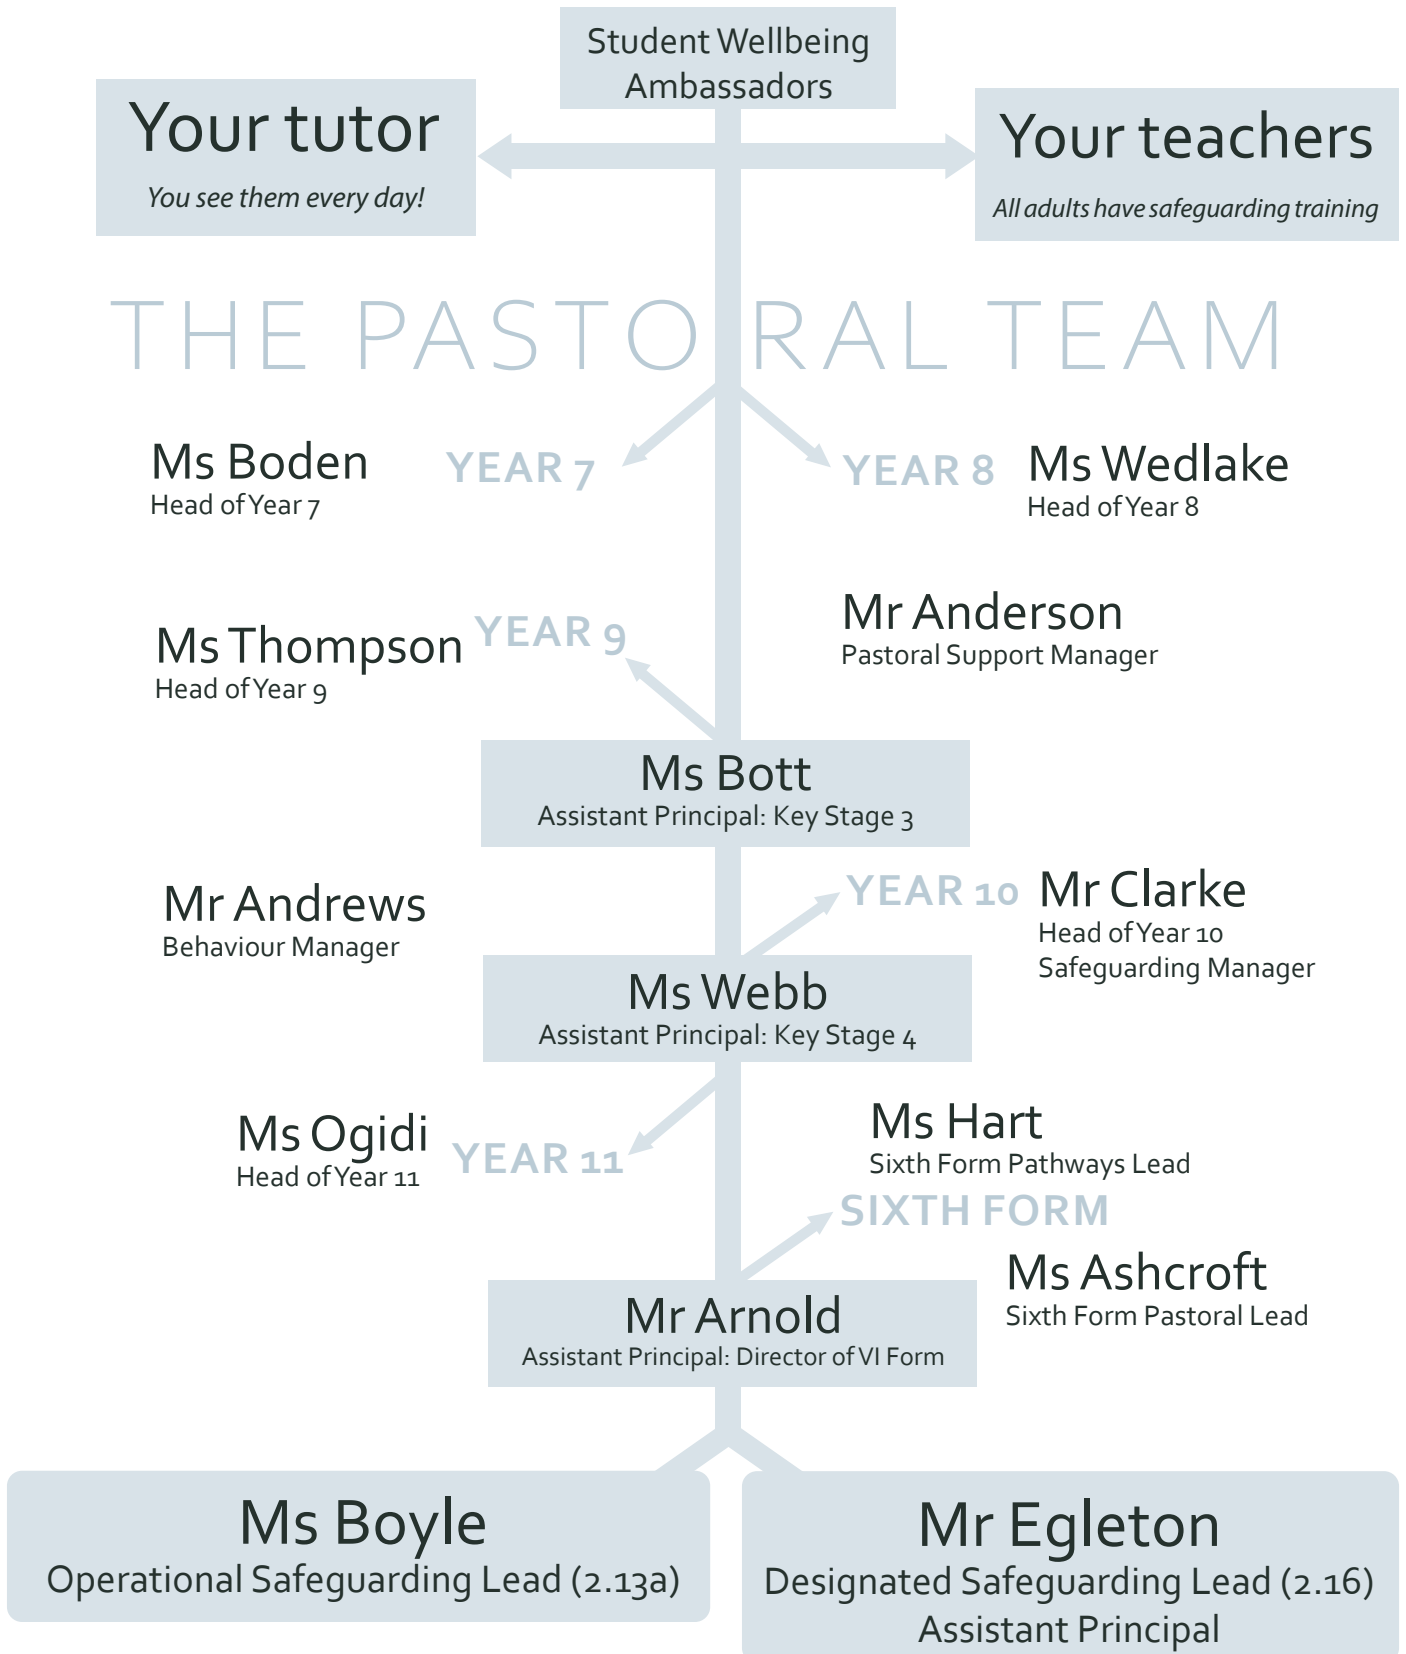 Student Wellbeing
Ambassadors
Your tutor
You see them every day!
Your teachers
All adults have safeguarding training
THE PASTORAL TEAM
Ms Boden
Head of Year 7
YEAR 7
YEAR 8
Ms Wedlake
Head of Year 8
Ms Thompson
Head of Year 9
YEAR 9
Mr Anderson
Pastoral Support Manager
Ms Bott
Assistant Principal: Key Stage 3
Mr Andrews
Behaviour Manager
YEAR 10
Mr Clarke
Head of Year 10
Safeguarding Manager
Ms Webb
Assistant Principal: Key Stage 4
Ms Ogidi
Head of Year 11
YEAR 11
Ms Hart
Sixth Form Pathways Lead
SIXTH FORM
Ms Ashcroft
Sixth Form Pastoral Lead
Mr Arnold
Assistant Principal: Director of VI Form
Ms Boyle
Operational Safeguarding Lead (2.13a)
Mr Egleton
Designated Safeguarding Lead (2.16)
Assistant Principal